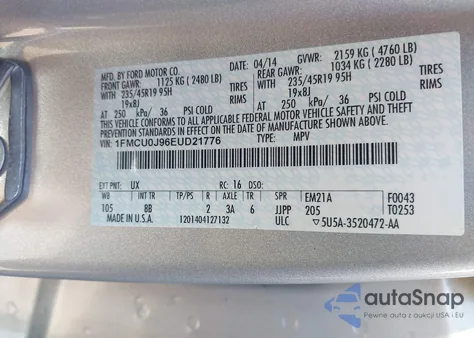 MFD. BY FORD MOTOR CO.
04/14 GVWR: 2159 KG (4760 LB)
FRONT GAWR: 1125 KG (2480 LB) REAR GAWR: 1034 KG (2280 LB)
WITH 235/45R19 95H TIRES WITH 235/45R19 95H TIRES
19x8J 19x8J
AT 250 kPa/ 36 PSI COLD AT 250 kPa/ 36 PSI COLD
THIS VEHICLE CONFORMS TO ALL APPLICABLE FEDERAL MOTOR VEHICLE SAFETY AND THEFT PREVENTION STANDARDS IN EFFECT ON THE DATE OF MANUFACTURE SHOWN ABOVE.
VIN: 1FMCU0J96EUD21776 TYPE: MPV
EXT PNT: UX RC: 16 DSO: EM21A F0043
WB BRK INT TR TP/PS R AXLE TR SPR 205 T0253
105 8B 2 3A 6 JJPP
MADE IN U.S.A. 1201404127132 ULC 5U5A-3520472-AA
autoSnap
Pewne auta z USA i EU